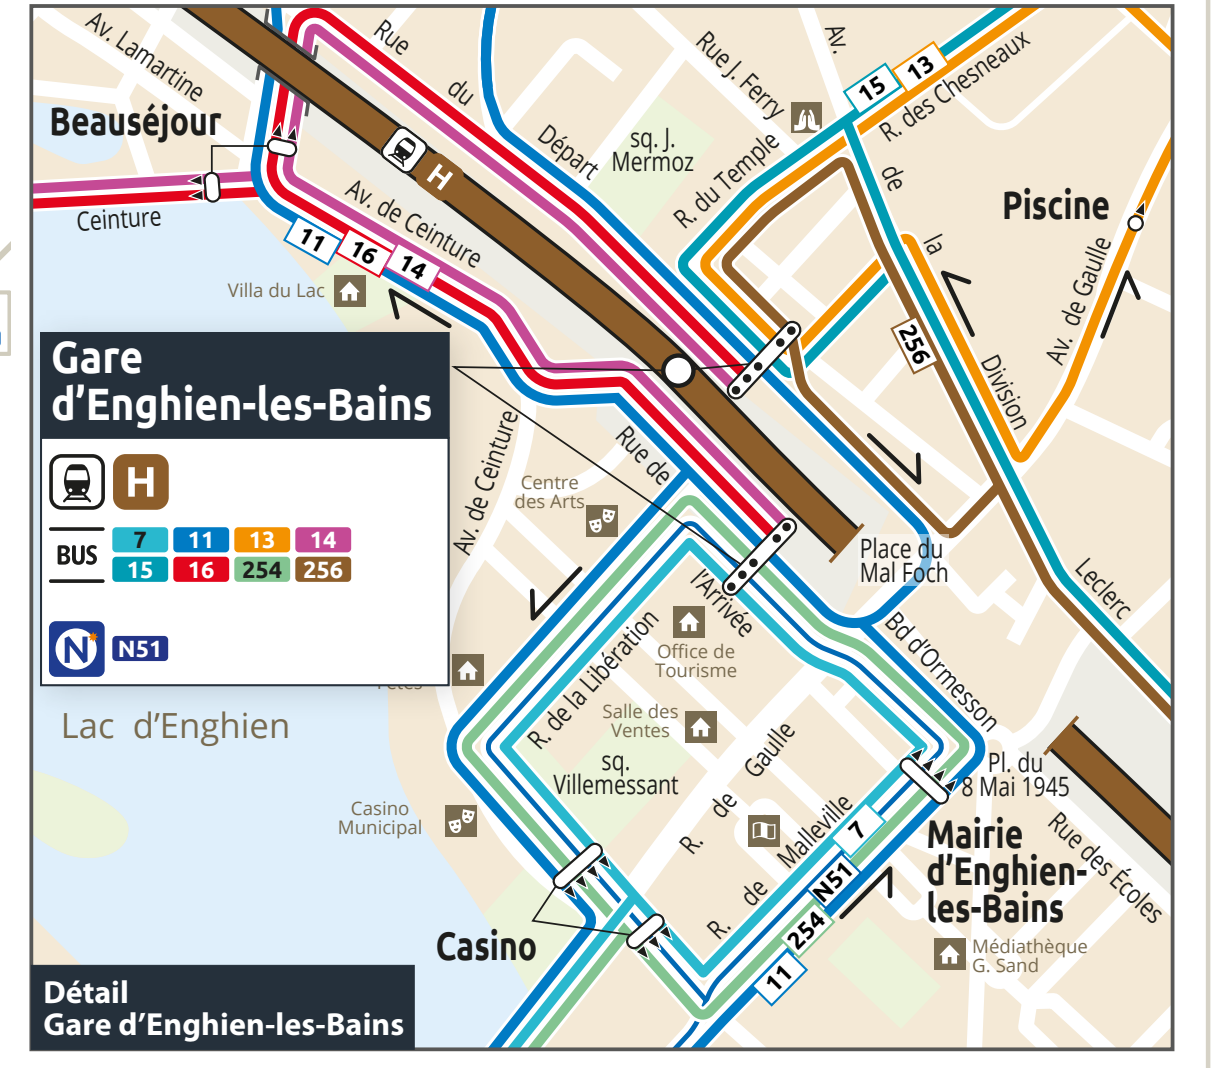 Av. Lamartine
Rue
du
Départ
Rue J. Ferry
Av.
de
la
Division
Leclerc
15
13
R. des Chesneaux
Beauséjour
sq. J.
Mermoz
R. du Temple
H
Piscine
Ceinture
Av. de Ceinture
11
16
14
Villa du Lac
256
Av. de Gaulle
Gare
d'Enghien-les-Bains
H
BUS
7
11
13
14
15
16
254
256
N
N51
Av. de Ceinture
Rue de
l'Arrivée
Centre
des Arts
Place du
Mal Foch
Bd d'Ormesson
R. de la Libération
Office de
Tourisme
Salle des
Ventes
Lac d'Enghien
sq.
Villemessant
R. de Gaulle
Pl. du
8 Mai 1945
Casino
Municipal
R. de Malleville
7
N51
254
11
Mairie
d'Enghien-
les-Bains
Rue des Écoles
Casino
Médiathèque
G. Sand
Détail
Gare d'Enghien-les-Bains